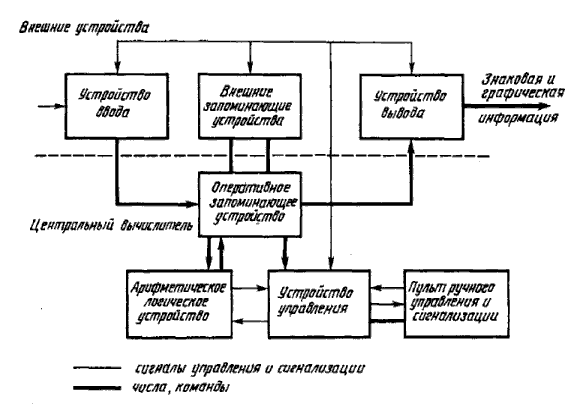 Внешние устройства
Устройство
ввода
Внешние
запоминающие
устройства
Устройство
вывода
Знаковая и
графическая
информация
Оперативное
запоминающее
устройство
Центральный вычислитель
Арифметическое
логическое
устройство
Устройство
управления
Пульт ручного
управления и
сигнализации
сигналы управления и сигнализации
числа, команды